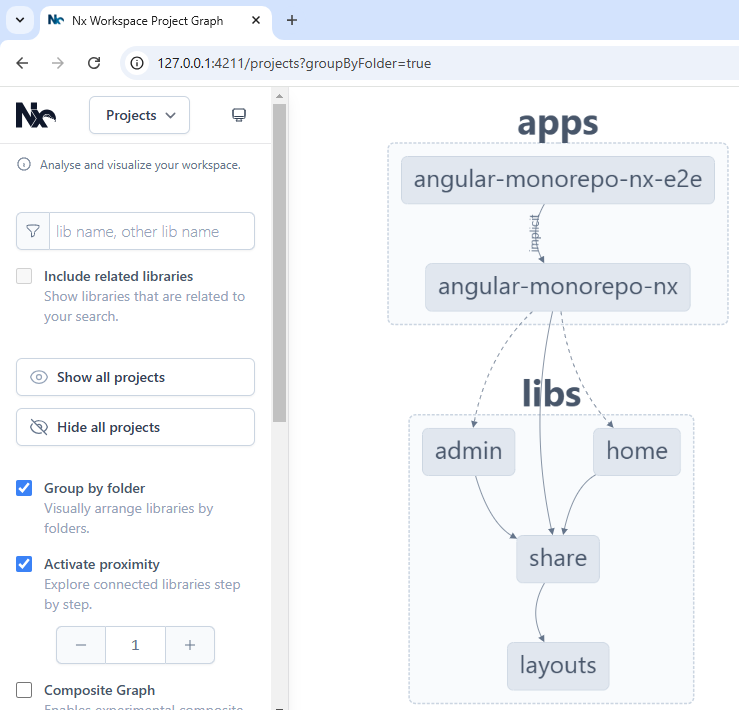 Nx Workspace Project Graph
127.0.0.1:4211/projects?groupByFolder=true
Nx
Projects
Analyse and visualize your workspace.
lib name, other lib name
Include related libraries
Show libraries that are related to
your search.
Show all projects
Hide all projects
Group by folder
Visually arrange libraries by
folders.
Activate proximity
Explore connected libraries step
by step.
1
Composite Graph
Enables experimental composite
apps
angular-monorepo-nx-e2e
implicit
angular-monorepo-nx
libs
admin
home
share
layouts